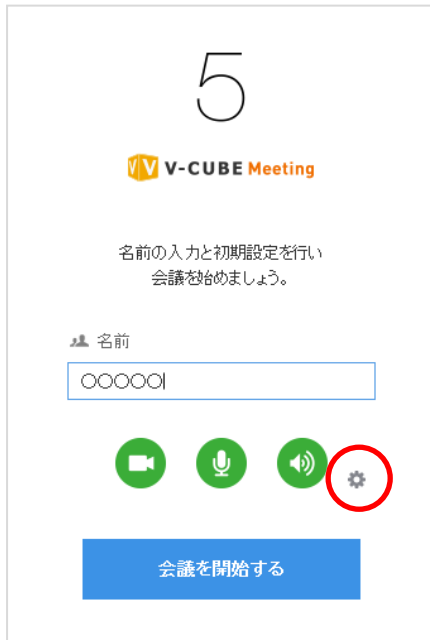 5
V-CUBE Meeting
名前の入力と初期設定を行い
会議を始めましょう。
名前
〇〇〇〇〇
会議を開始する